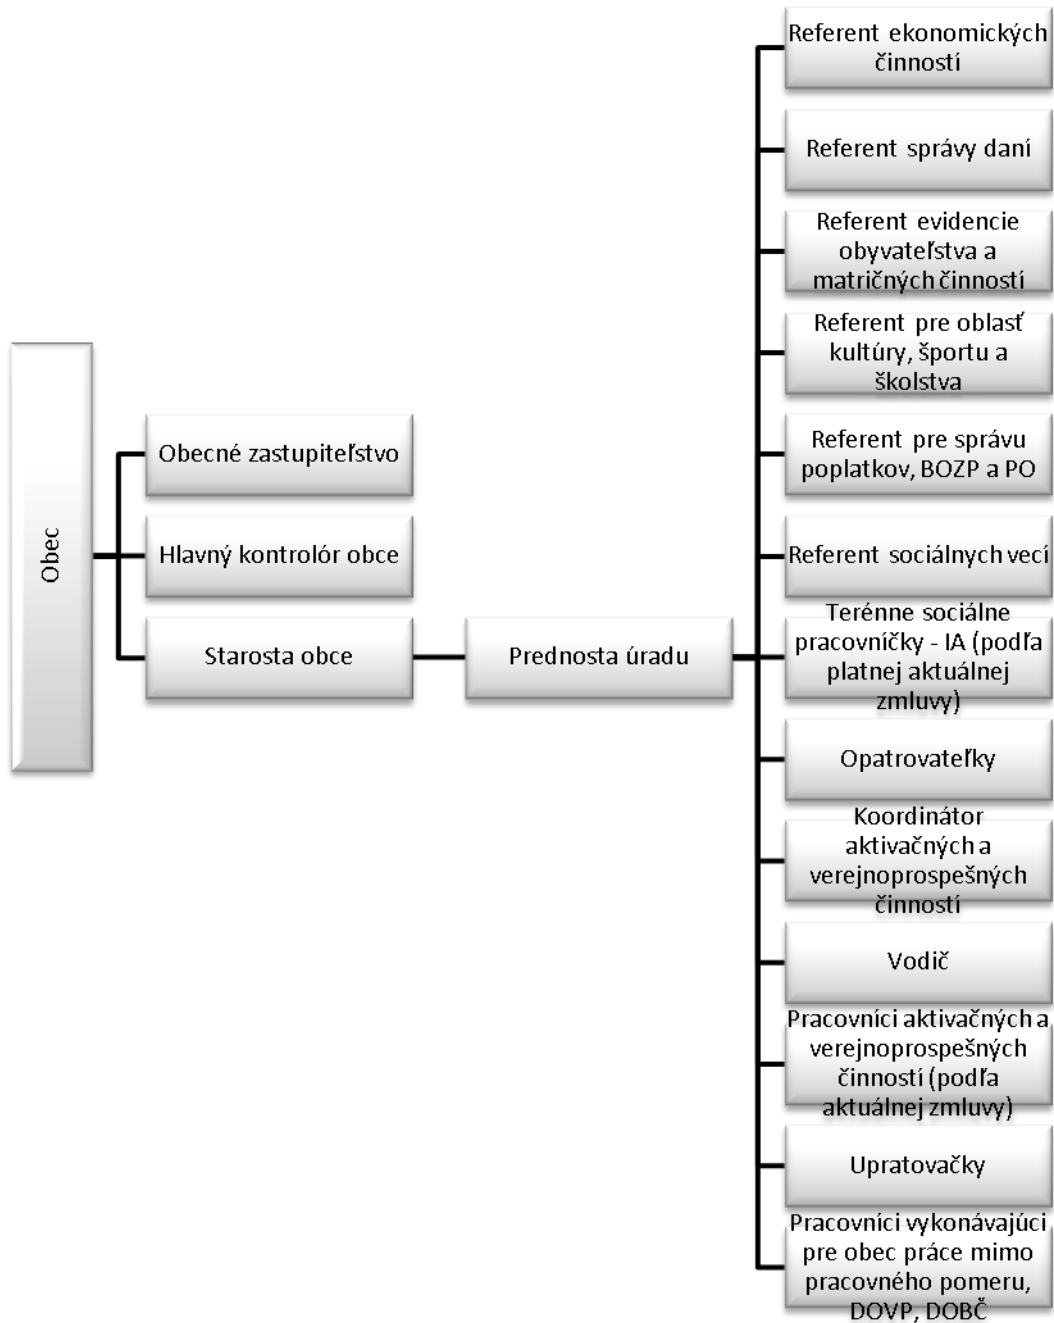 Obec
Obecné zastupiteľstvo
Hlavný kontrolór obce
Starosta obce
Prednosta úradu
Referent ekonomických
činností
Referent správy daní
Referent evidencie
obyvateľstva a
matričných činností
Referent pre oblasť
kultúry, športu a
školstva
Referent pre správu
poplatkov, BOZP a PO
Referent sociálnych vecí
Terénne sociálne
pracovníčky - IA (podľa
platnej aktuálnej
zmluvy)
Opatrovateľky
Koordinátor
aktivačných a
verejnoprospešných
činností
Vodič
Pracovníci aktivačných a
verejnoprospešných
činností (podľa
aktuálnej zmluvy)
Upratovačky
Pracovníci vykonávajúci
pre obec práce mimo
pracovného pomeru,
DOVP, DOBČ